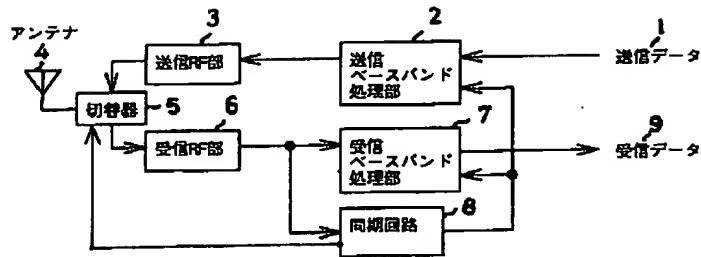 アンテナ
4
3
送信RF部
2
送信
ベースバンド
処理部
1
送信データ
切替器
5
6
受信RF部
7
受信
ベースバンド
処理部
9
受信データ
8
同期回路